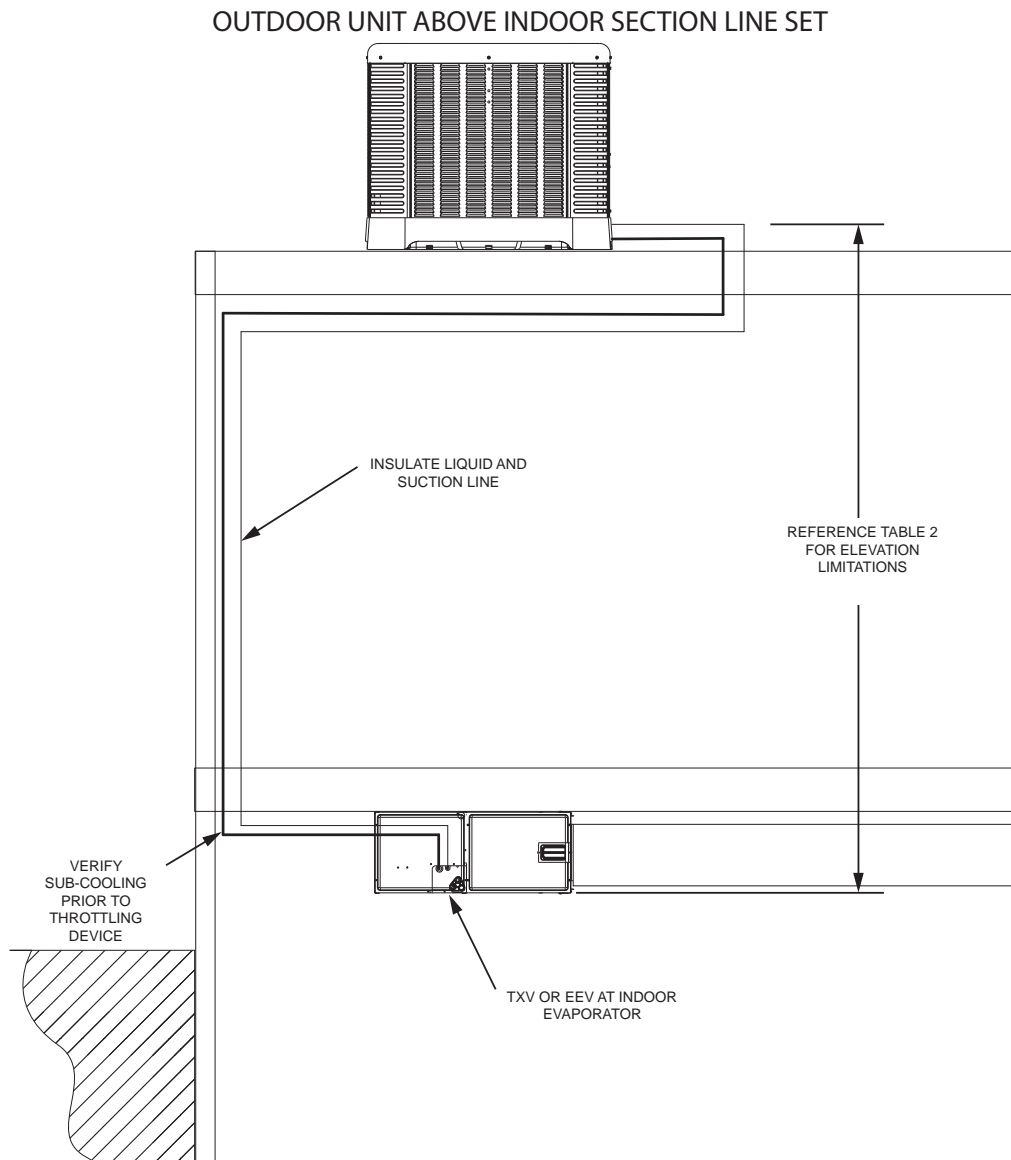 OUTDOOR UNIT ABOVE INDOOR SECTION LINE SET
INSULATE LIQUID AND
SUCTION LINE
REFERENCE TABLE 2
FOR ELEVATION
LIMITATIONS
VERIFY
SUB-COOLING
PRIOR TO
THROTTLING
DEVICE
TXV OR EEV AT INDOOR
EVAPORATOR